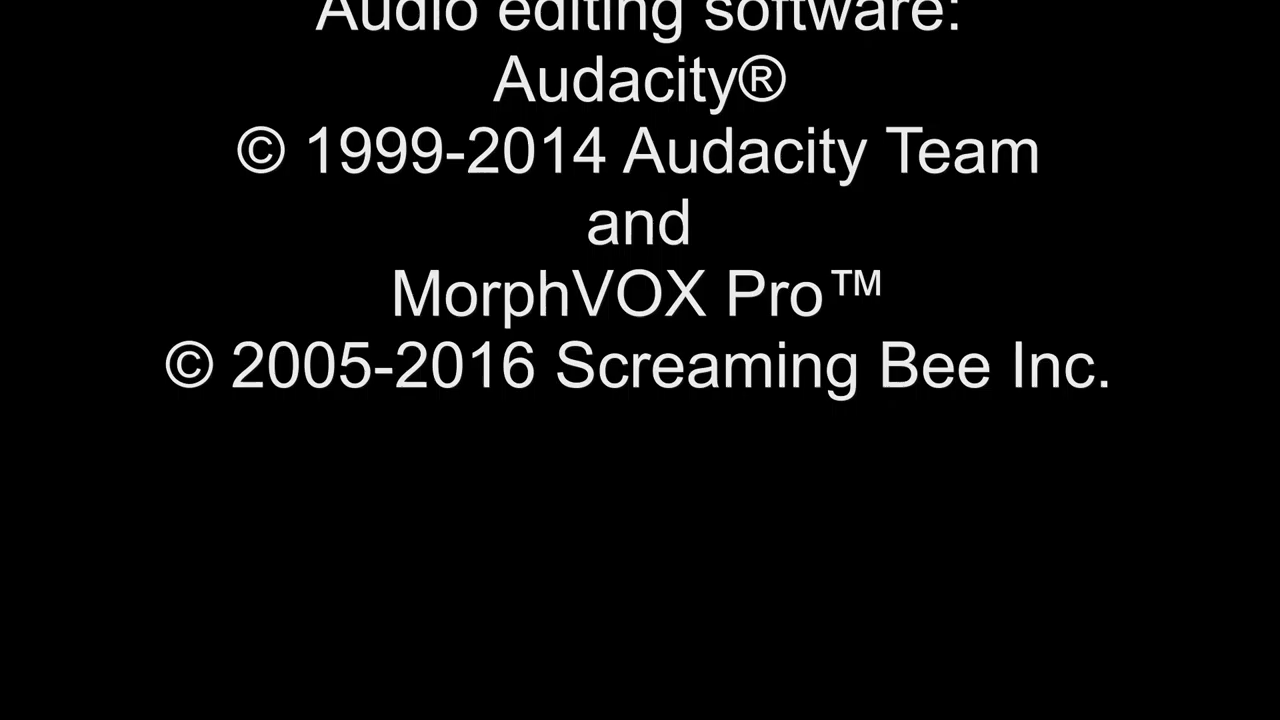 Audio editing software:
Audacity®
© 1999-2014 Audacity Team
and
MorphVOX Pro™
© 2005-2016 Screaming Bee Inc.